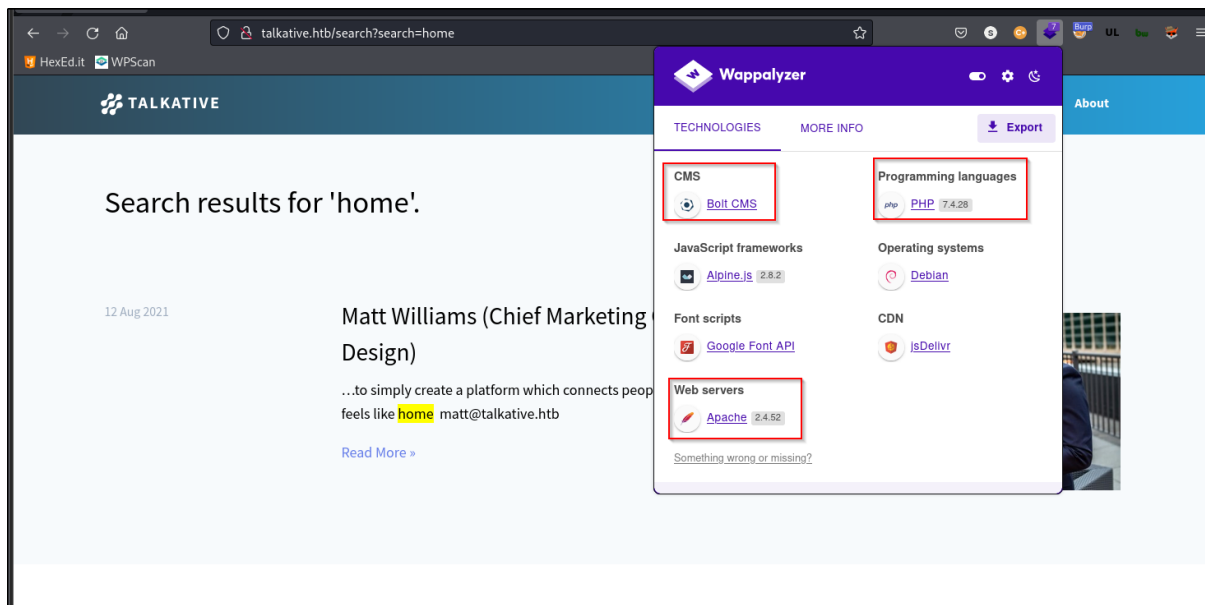 talkative.htb/search?search=home
7
Burp
UL
HexEd.it
WPScan
TALKATIVE
About
Wappalyzer
TECHNOLOGIES
MORE INFO
Export
CMS
Bolt CMS
Programming languages
php
PHP 7.4.28
JavaScript frameworks
Alpine.js 2.8.2
Operating systems
Debian
Font scripts
Google Font API
CDN
jsDelivr
Web servers
Apache 2.4.52
Something wrong or missing?
Search results for 'home'.
12 Aug 2021
Matt Williams (Chief Marketing
Design)
…to simply create a platform which connects peop
feels like home matt@talkative.htb
Read More »